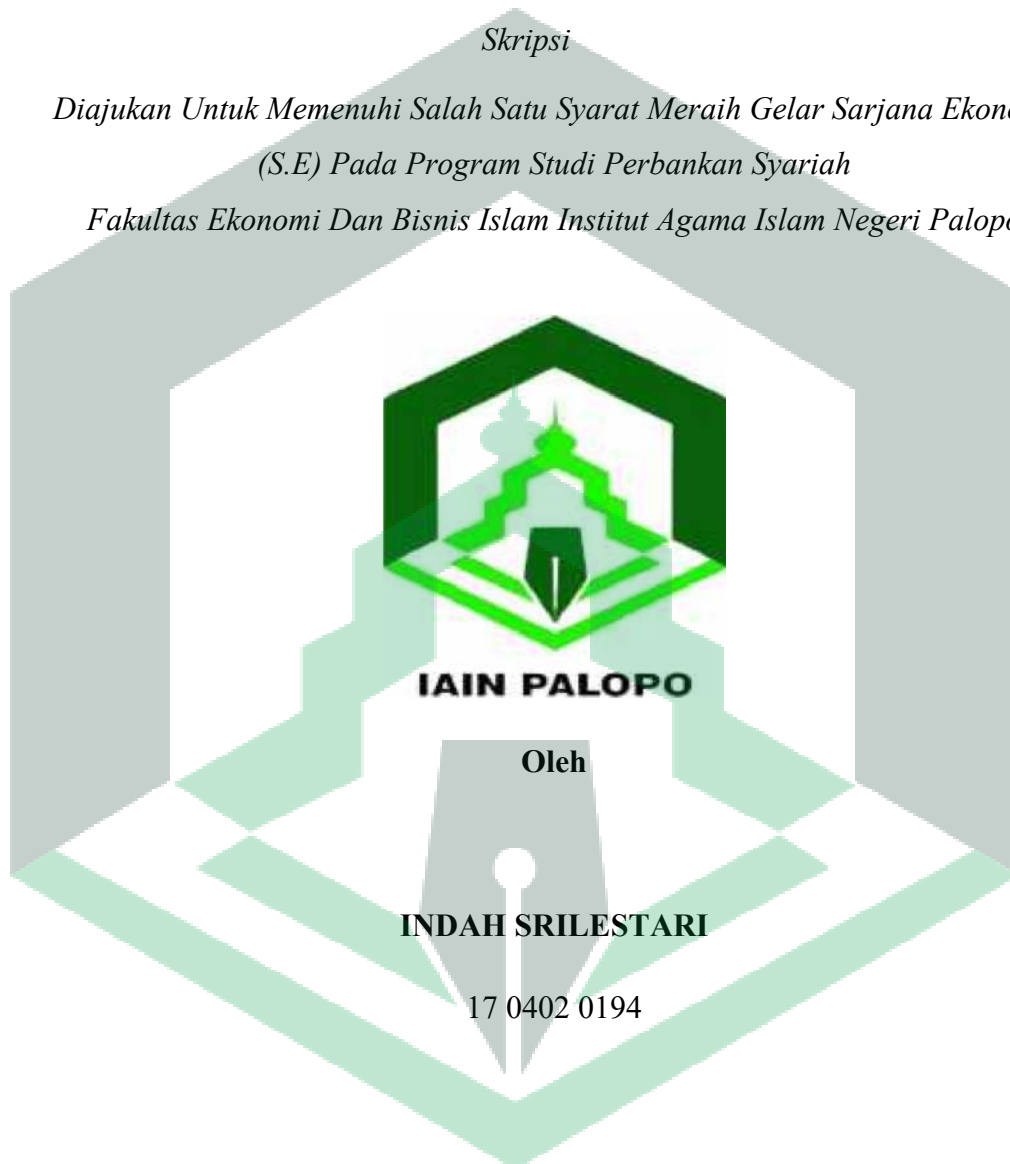 Skripsi
Diajukan Untuk Memenuhi Salah Satu Syarat Meraih Gelar Sarjana
(S.E) Pada Program Studi Perbankan Syariah
Fakultas Ekonomi Dan Bisnis Islam Institut Agama Islam Negeri Palopo
IAIN PALOPO
Oleh
INDAH SRILESTARI
17 0402 0194